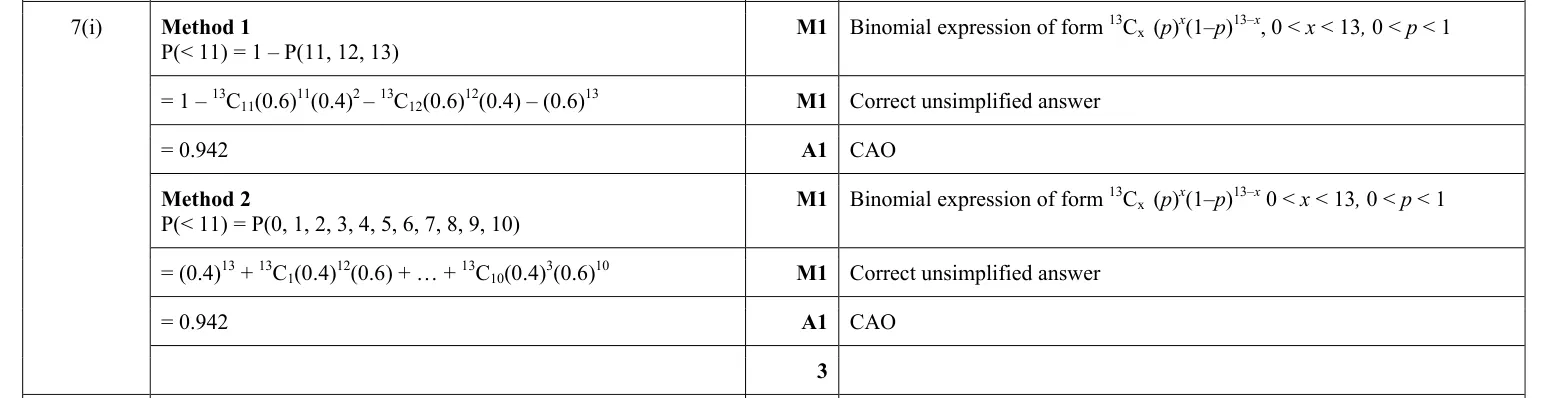 7(i) Method 1 M1 Binomial expression of form ¹³Cₓ (p)ˣ(1–p)¹³⁻ˣ, 0 < x < 13, 0 < p < 1
P(< 11) = 1 – P(11, 12, 13)
= 1 – ¹³C₁₁(0.6)¹¹(0.4)² – ¹³C₁₂(0.6)¹²(0.4) – (0.6)¹³ M1 Correct unsimplified answer
= 0.942 A1 CAO
Method 2 M1 Binomial expression of form ¹³Cₓ (p)ˣ(1–p)¹³⁻ˣ 0 < x < 13, 0 < p < 1
P(< 11) = P(0, 1, 2, 3, 4, 5, 6, 7, 8, 9, 10)
= (0.4)¹³ + ¹³C₁(0.4)¹²(0.6) + … + ¹³C₁₀(0.4)³(0.6)¹⁰ M1 Correct unsimplified answer
= 0.942 A1 CAO
3